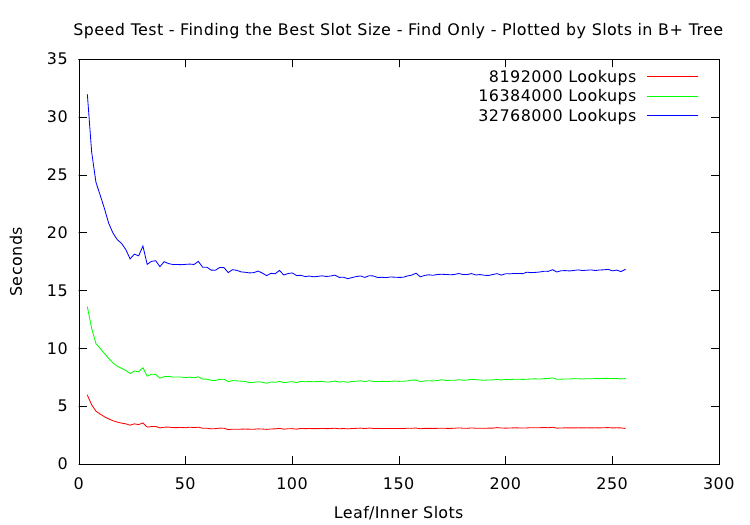 Speed Test - Finding the Best Slot Size - Find Only - Plotted by Slots in B+ Tree
35
30
25
20
15
10
5
0
Seconds
8192000 Lookups
16384000 Lookups
32768000 Lookups
0 50 100 150 200 250 300
Leaf/Inner Slots